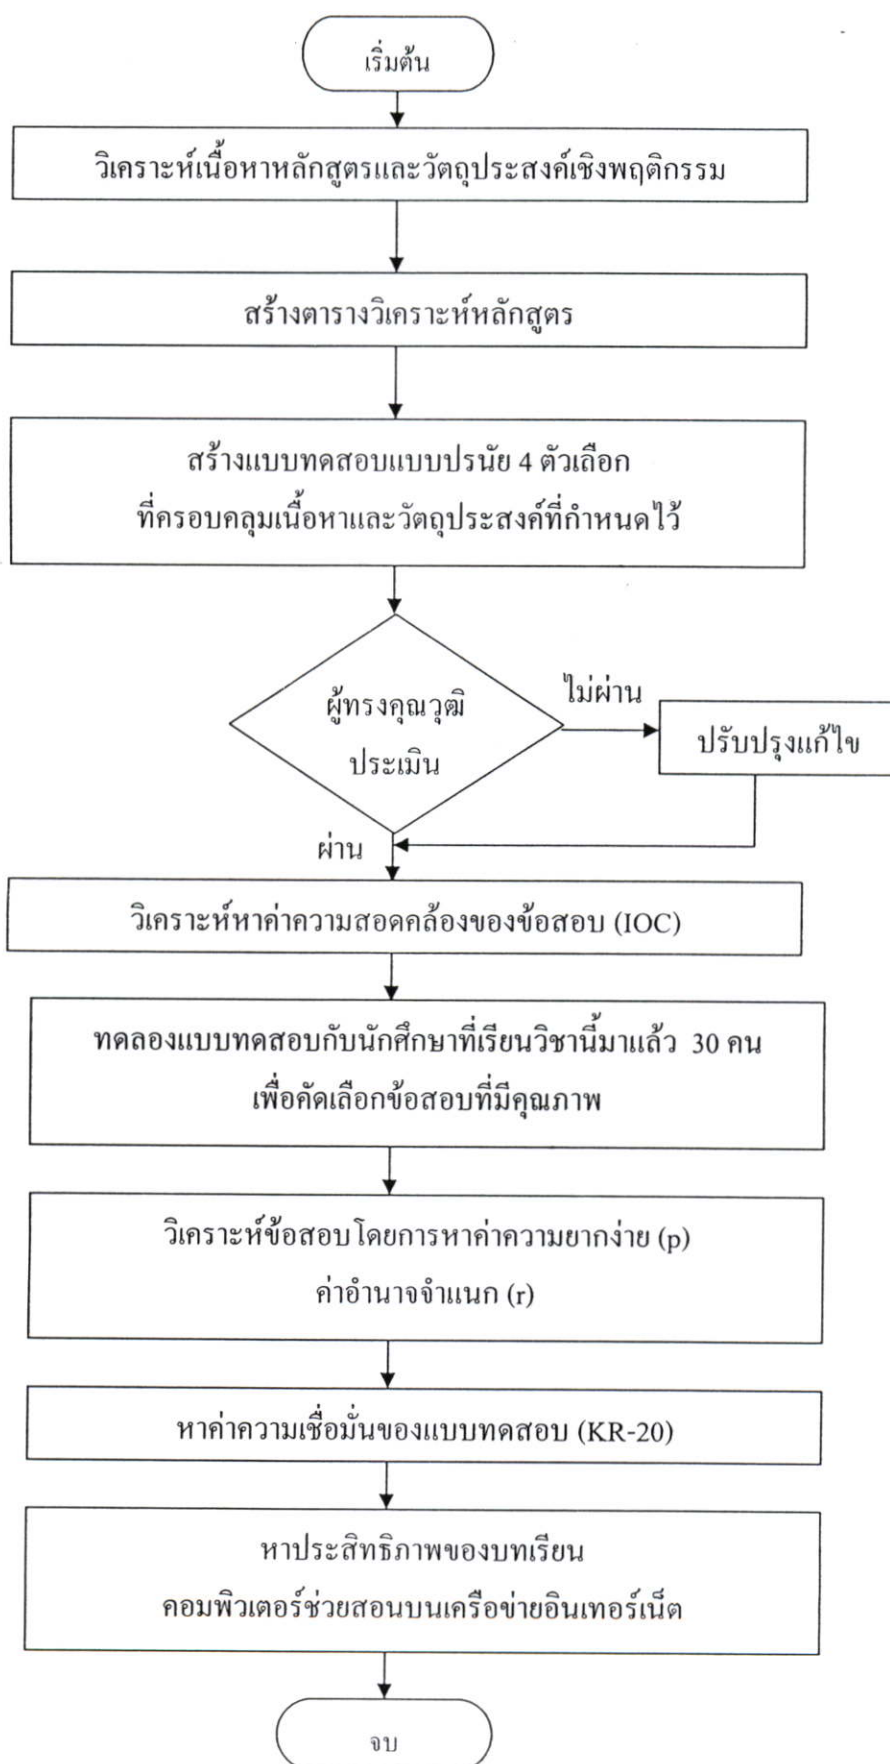 เริ่มต้น
วิเคราะห์เนื้อหาหลักสูตรและวัตถุประสงค์เชิงพฤติกรรม
สร้างตารางวิเคราะห์หลักสูตร
สร้างแบบทดสอบแบบปรนัย 4 ตัวเลือก
ที่ครอบคลุมเนื้อหาและวัตถุประสงค์ที่กำหนดไว้
ผู้ทรงคุณวุฒิ
ประเมิน
ไม่ผ่าน
ปรับปรุงแก้ไข
ผ่าน
วิเคราะห์หาค่าความสอดคล้องของข้อสอบ (IOC)
ทดลองแบบทดสอบกับนักศึกษาที่เรียนวิชานี้มาแล้ว 30 คน
เพื่อคัดเลือกข้อสอบที่มีคุณภาพ
วิเคราะห์ข้อสอบโดยการหาค่าความยากง่าย (p)
ค่าอำนาจจำแนก (r)
หาค่าความเชื่อมั่นของแบบทดสอบ (KR-20)
หาประสิทธิภาพของบทเรียน
คอมพิวเตอร์ช่วยสอนบนเครือข่ายอินเทอร์เน็ต
จบ